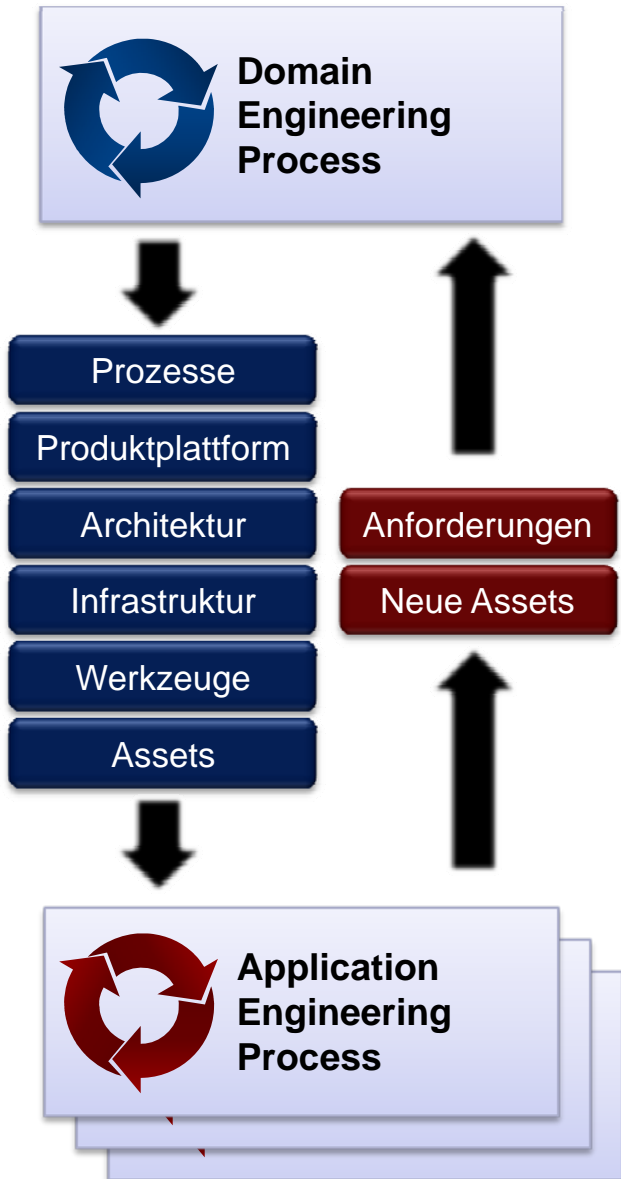 Domain
Engineering
Process
Prozesse
Produktplattform
Architektur
Infrastruktur
Werkzeuge
Assets
Anforderungen
Neue Assets
Application
Engineering
Process